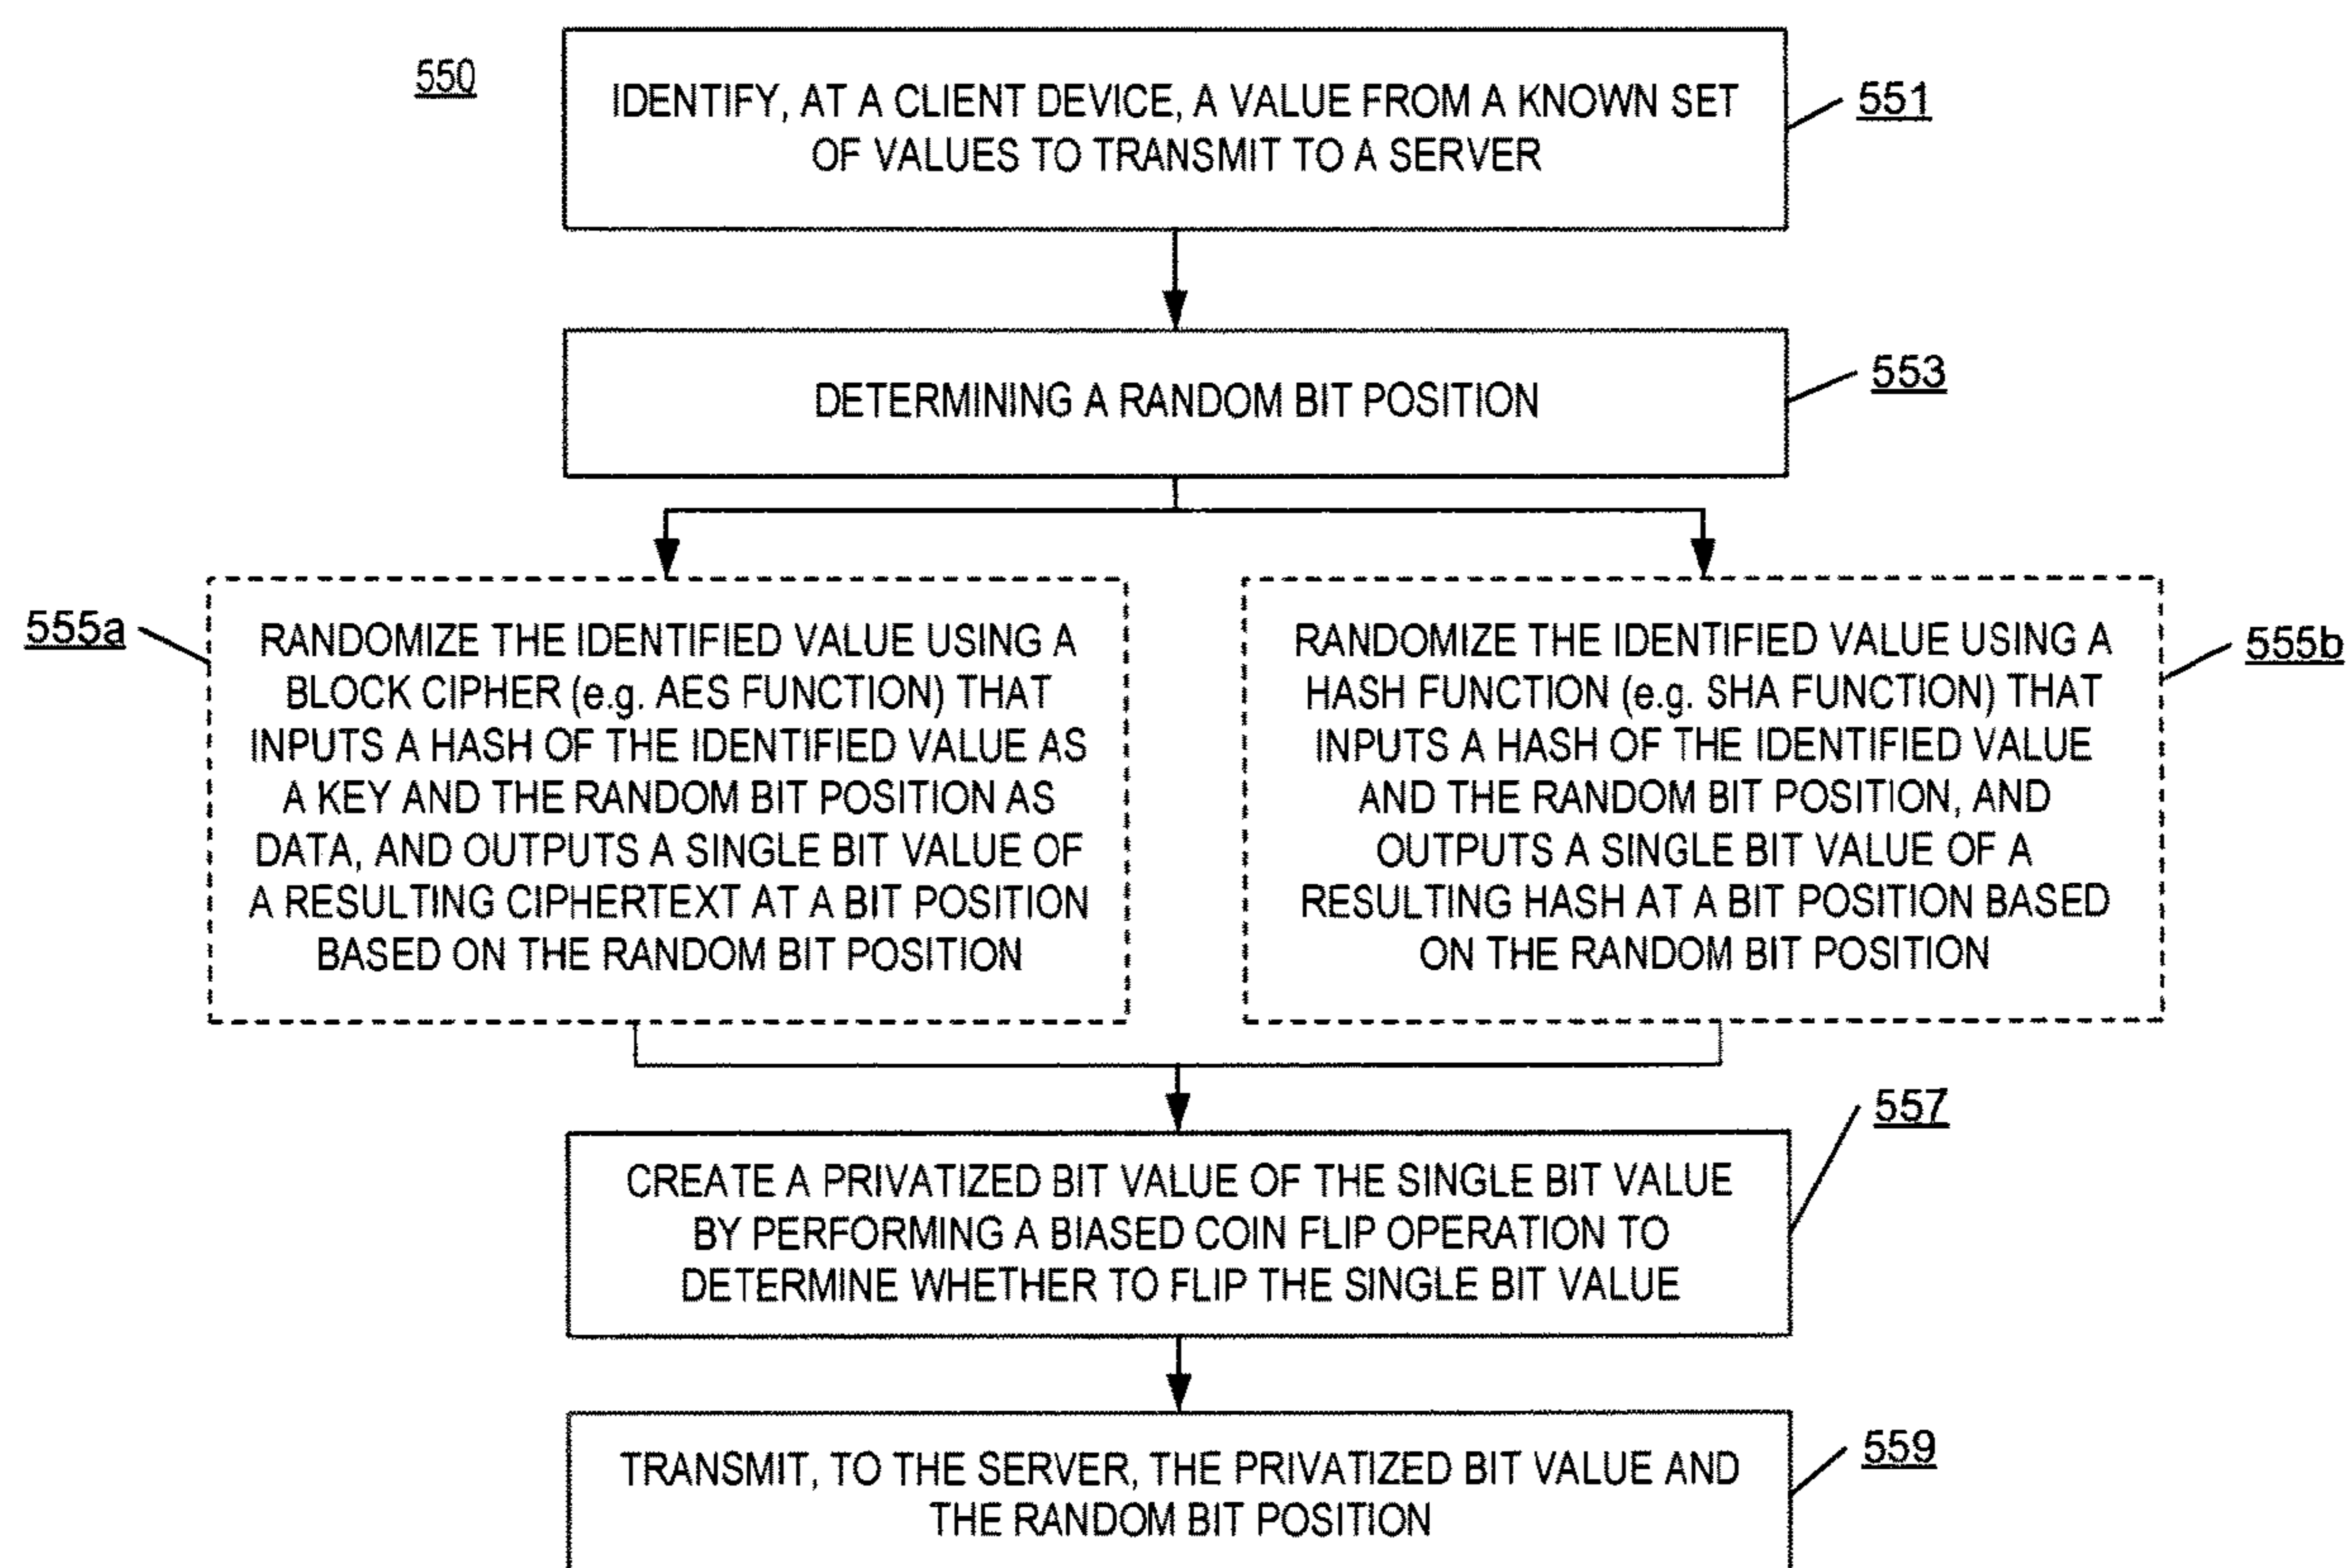 550
IDENTIFY, AT A CLIENT DEVICE, A VALUE FROM A KNOWN SET
OF VALUES TO TRANSMIT TO A SERVER
551
DETERMINING A RANDOM BIT POSITION
553
555a
RANDOMIZE THE IDENTIFIED VALUE USING A
BLOCK CIPHER (e.g. AES FUNCTION) THAT
INPUTS A HASH OF THE IDENTIFIED VALUE AS
A KEY AND THE RANDOM BIT POSITION AS
DATA, AND OUTPUTS A SINGLE BIT VALUE OF
A RESULTING CIPHERTEXT AT A BIT POSITION
BASED ON THE RANDOM BIT POSITION
RANDOMIZE THE IDENTIFIED VALUE USING A
HASH FUNCTION (e.g. SHA FUNCTION) THAT
INPUTS A HASH OF THE IDENTIFIED VALUE
AND THE RANDOM BIT POSITION, AND
OUTPUTS A SINGLE BIT VALUE OF A
RESULTING HASH AT A BIT POSITION BASED
ON THE RANDOM BIT POSITION
555b
CREATE A PRIVATIZED BIT VALUE OF THE SINGLE BIT VALUE
BY PERFORMING A BIASED COIN FLIP OPERATION TO
DETERMINE WHETHER TO FLIP THE SINGLE BIT VALUE
557
TRANSMIT, TO THE SERVER, THE PRIVATIZED BIT VALUE AND
THE RANDOM BIT POSITION
559